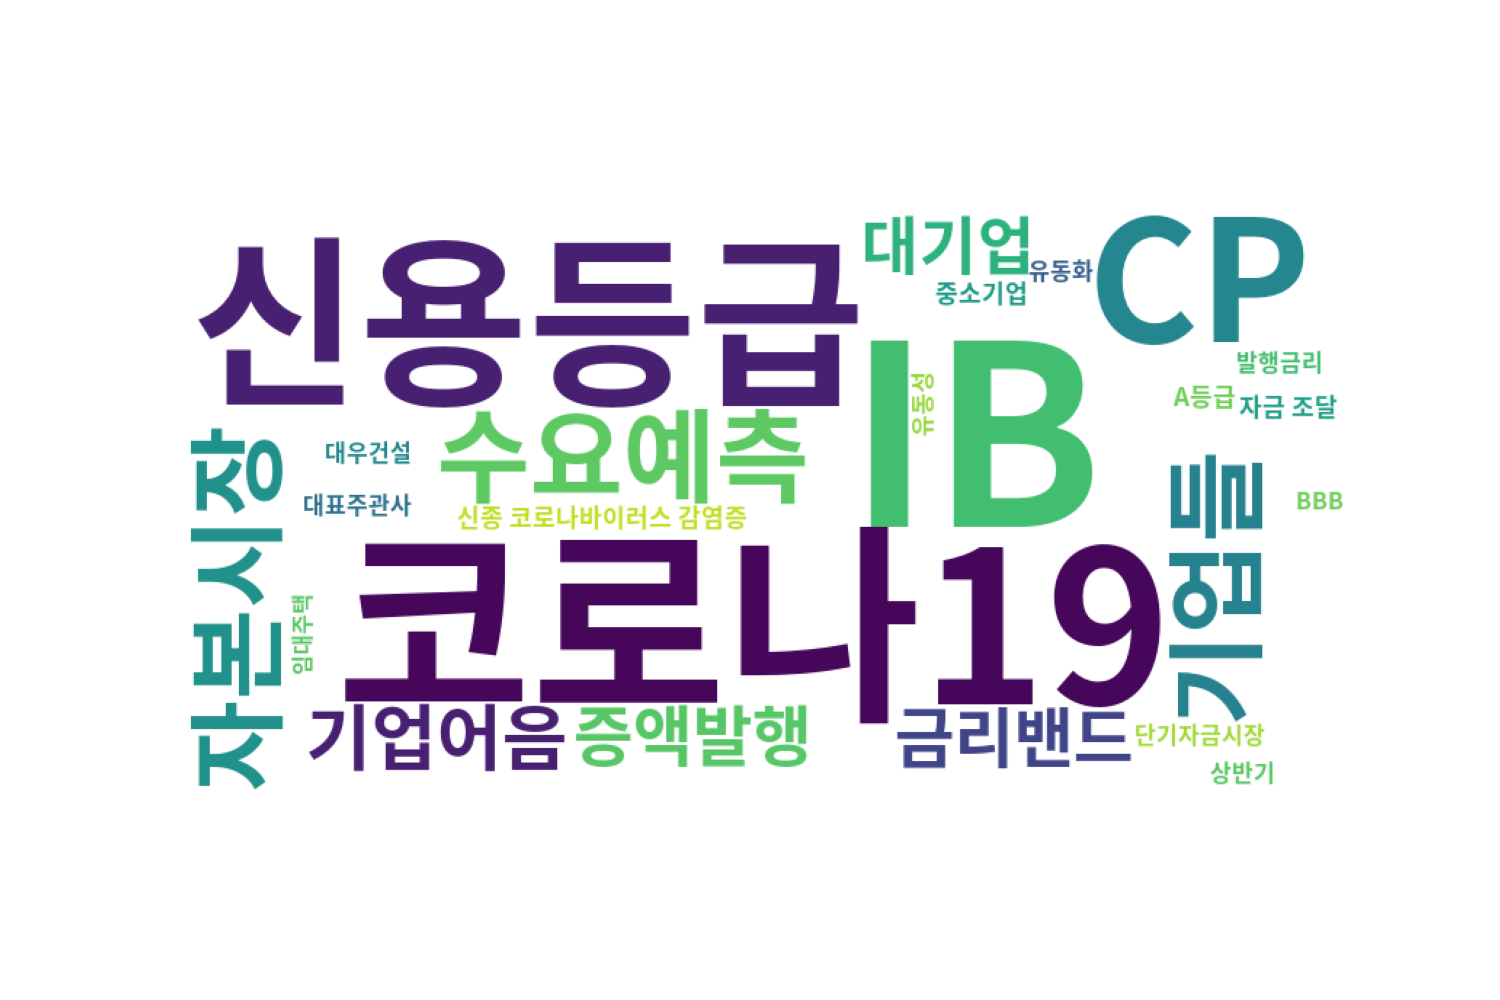 신용등급
대기업
유동화
중소기업
CP
발행금리
A등급
자금 조달
IB
유동성
수요예측
대우건설
대표주관사
신종 코로나바이러스 감염증
자본시장
임대주택
코로나19
기업들
BBB
기업어음
증액발행
금리밴드
단기자금시장
상반기